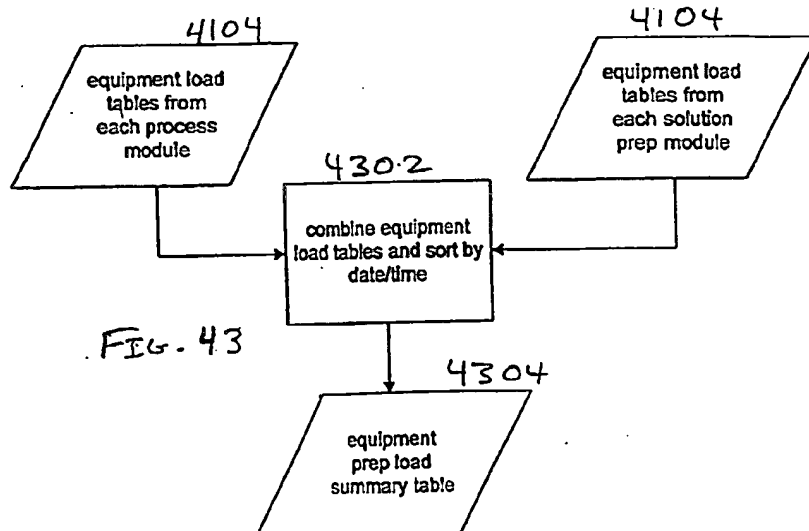 4104
equipment load
tables from
each process
module
4104
equipment load
tables from
each solution
prep module
4302
combine equipment
load tables and sort by
date/time
FIG. 43
4304
equipment
prep load
summary table